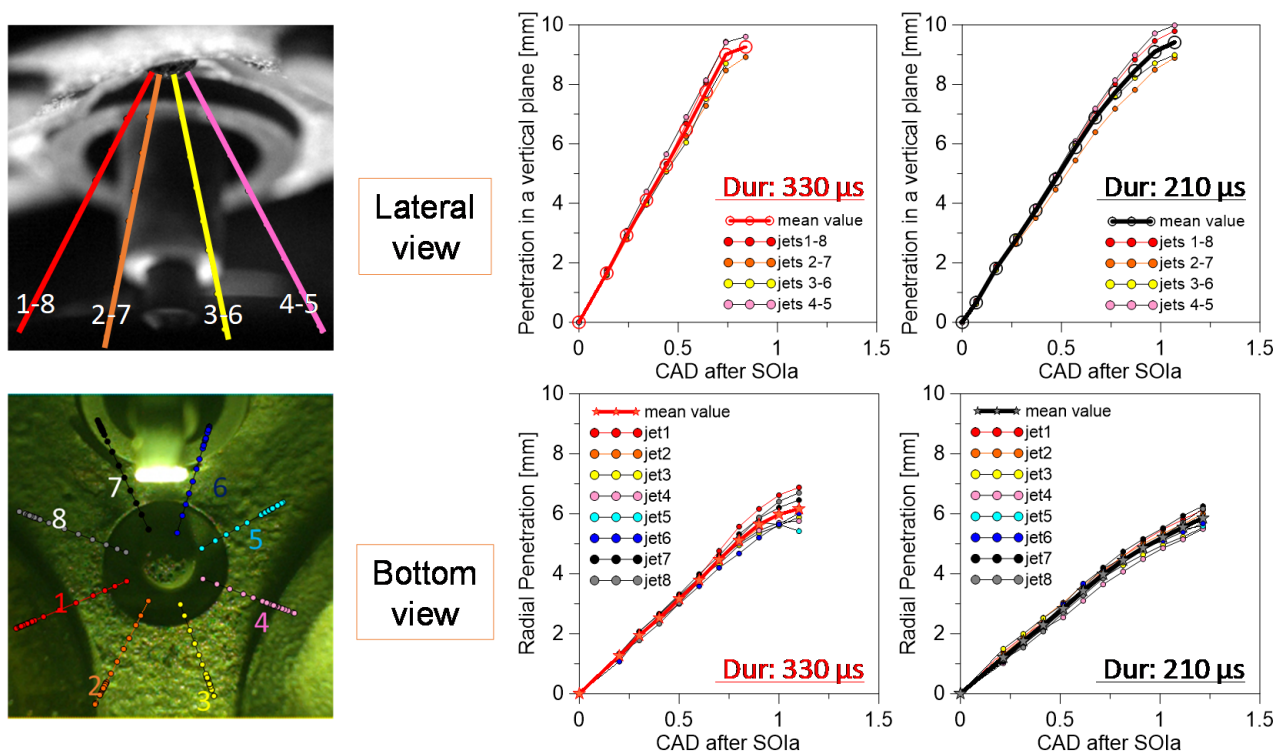 1-8
2-7
3-6
4-5
Lateral
view
Penetration in a vertical plane [mm]
10
8
6
4
2
0
0
0.5
1
1.5
CAD after SOIa
Dur: 330 µs
mean value
jets1-8
jets 2-7
jets 3-6
jets 4-5
Penetration in a vertical plane [mm]
10
8
6
4
2
0
0
0.5
1
1.5
CAD after SOIa
Dur: 210 µs
mean value
jets 1-8
jets 2-7
jets 3-6
jets 4-5
7
6
8
5
1
4
2
3
Bottom
view
Radial Penetration [mm]
10
8
6
4
2
0
0
0.5
1
1.5
CAD after SOIa
mean value
jet1
jet2
jet3
jet4
jet5
jet6
jet7
jet8
Dur: 330 µs
Radial Penetration [mm]
10
8
6
4
2
0
0
0.5
1
1.5
CAD after SOIa
mean value
jet1
jet2
jet3
jet4
jet5
jet6
jet7
jet8
Dur: 210 µs